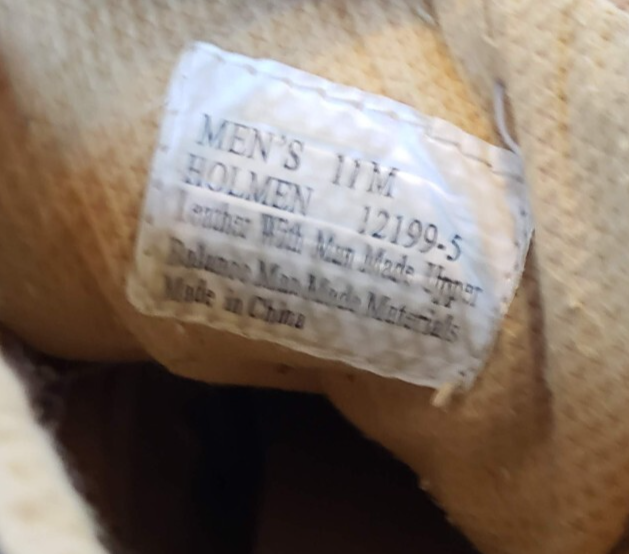 MEN'S 11M
HOLMEN 12199-5
Leather With Man Made Upper
Balance Man Made Materials
Made in China